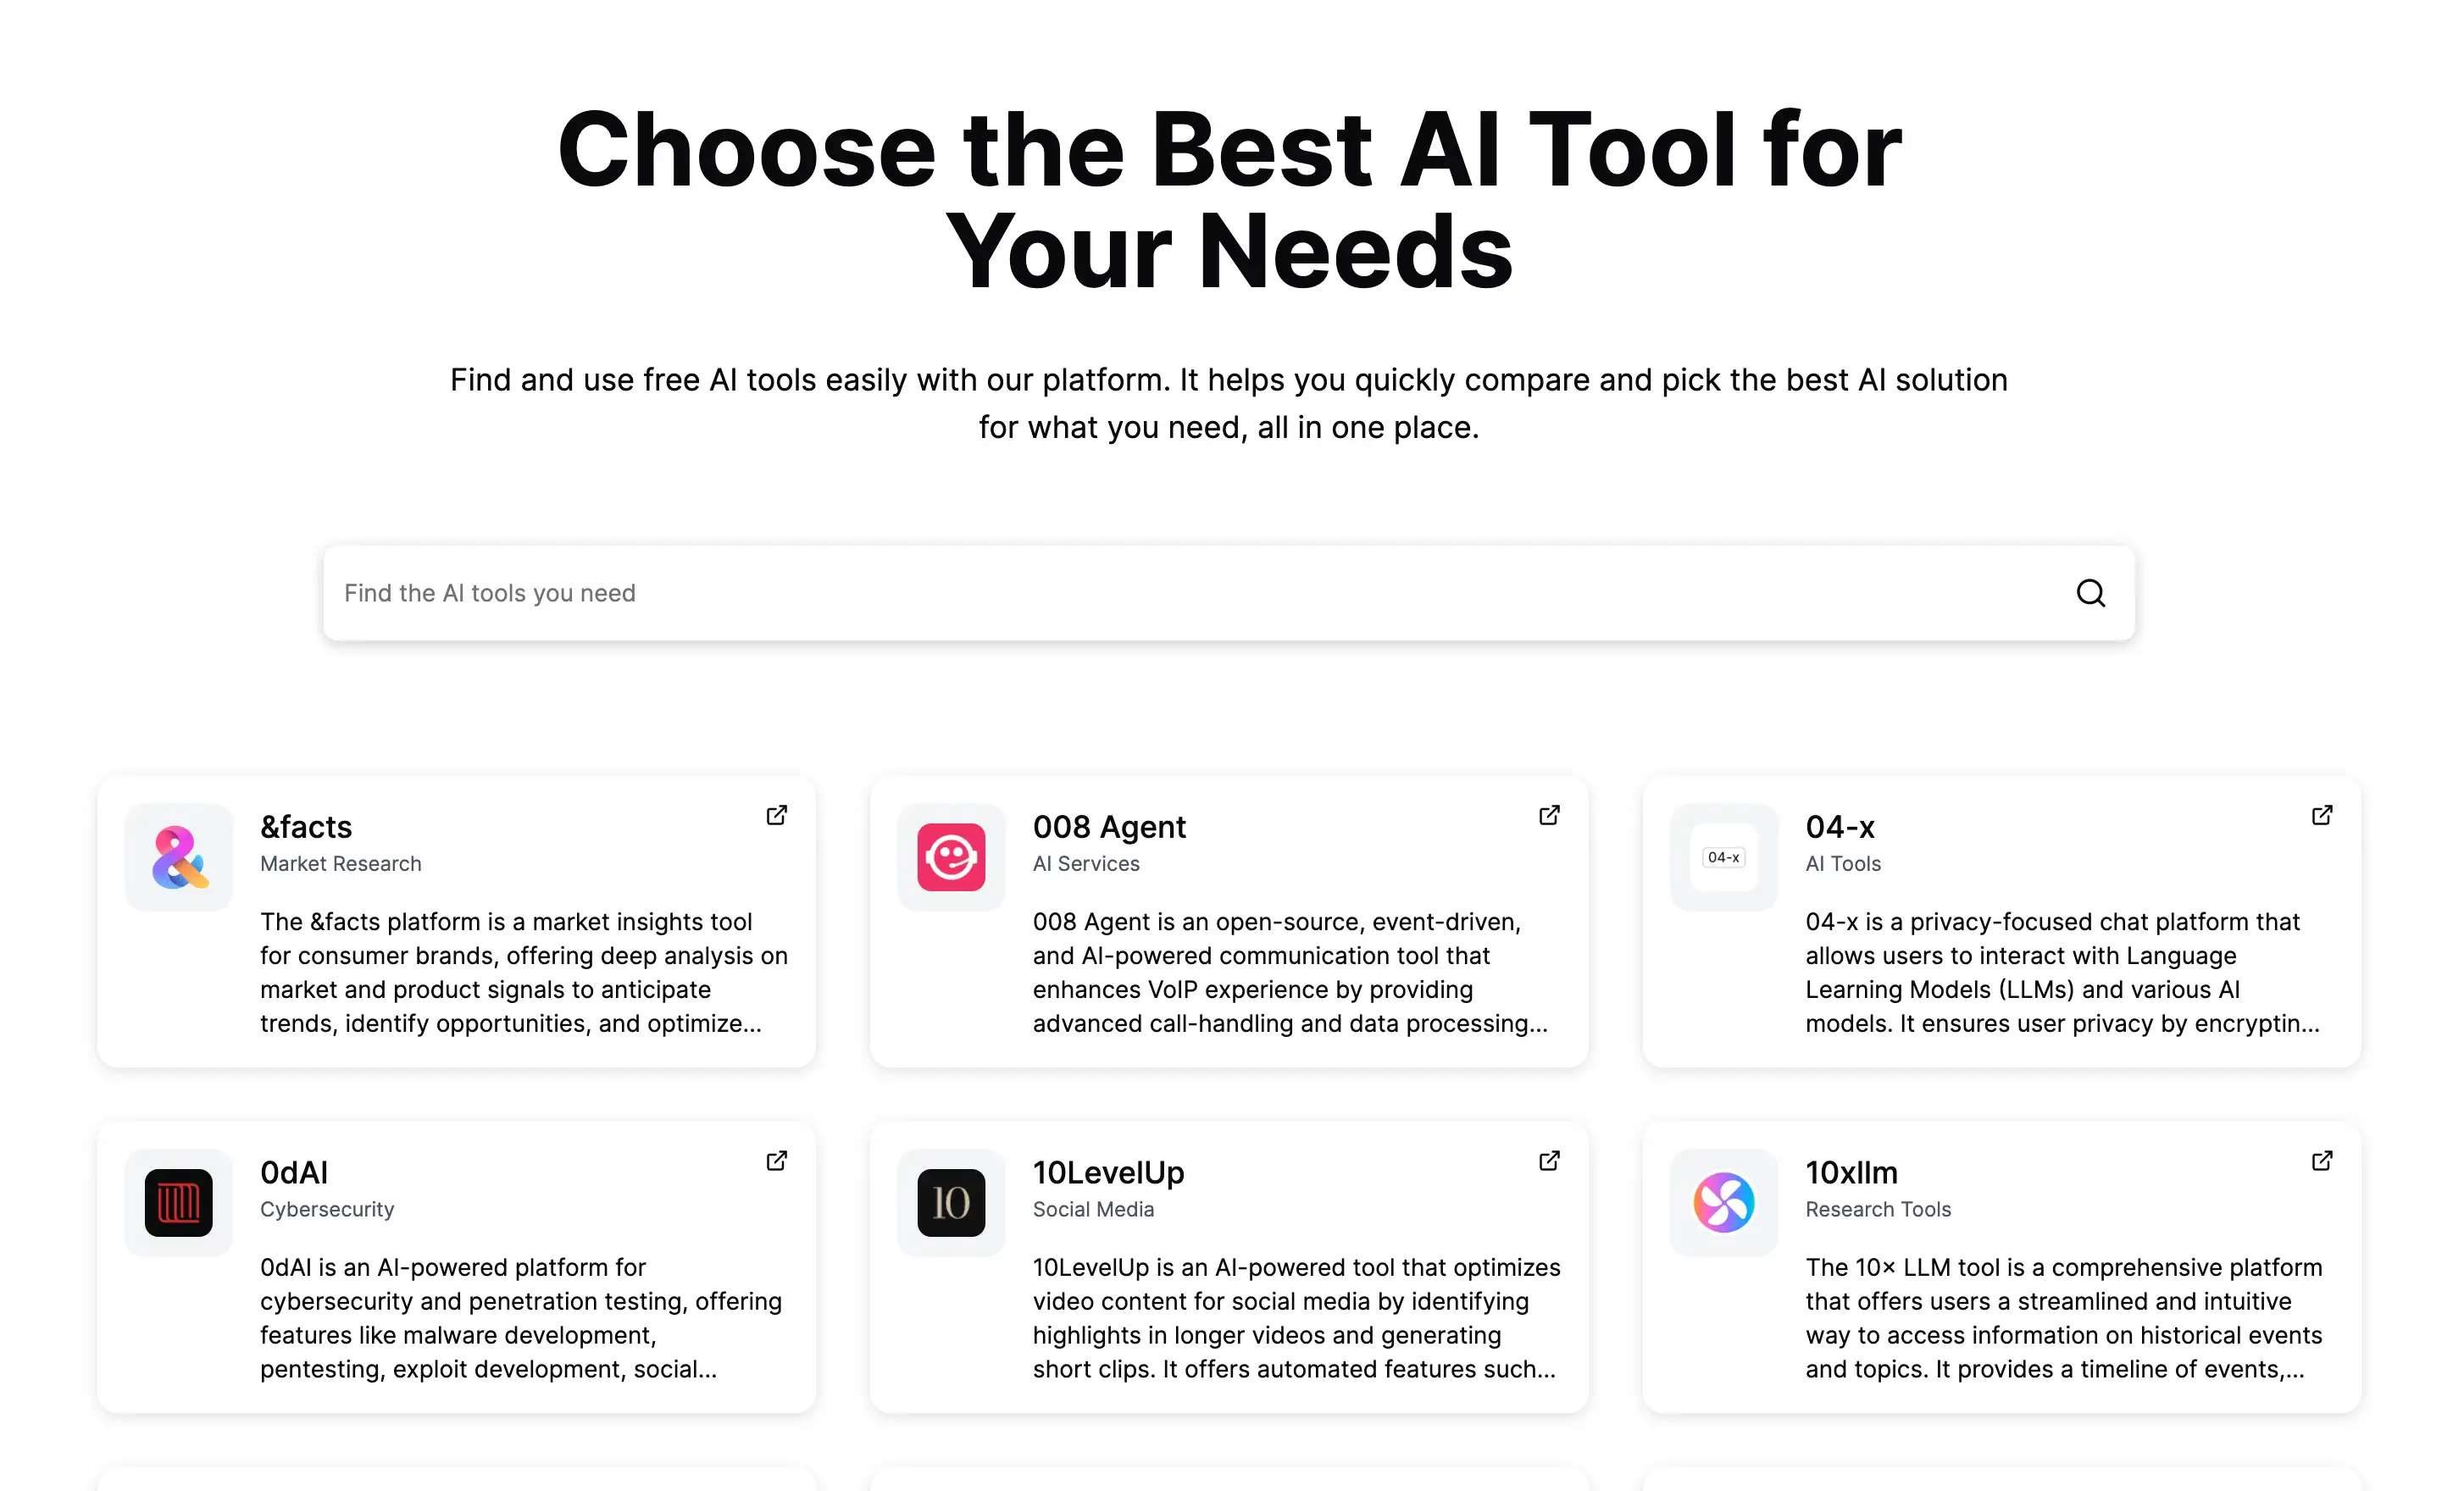 Choose the Best AI Tool for
Your Needs
Find and use free AI tools easily with our platform. It helps you quickly compare and pick the best AI solution
for what you need, all in one place.
Find the AI tools you need
&facts
Market Research
The &facts platform is a market insights tool
for consumer brands, offering deep analysis on
market and product signals to anticipate
trends, identify opportunities, and optimize...
008 Agent
AI Services
008 Agent is an open-source, event-driven,
and AI-powered communication tool that
enhances VoIP experience by providing
advanced call-handling and data processing...
04-x
04-x
AI Tools
04-x is a privacy-focused chat platform that
allows users to interact with Language
Learning Models (LLMs) and various AI
models. It ensures user privacy by encryptin...
0dAI
Cybersecurity
0dAI is an AI-powered platform for
cybersecurity and penetration testing, offering
features like malware development,
pentesting, exploit development, social...
10
10LevelUp
Social Media
10LevelUp is an AI-powered tool that optimizes
video content for social media by identifying
highlights in longer videos and generating
short clips. It offers automated features such...
10xllm
Research Tools
The 10× LLM tool is a comprehensive platform
that offers users a streamlined and intuitive
way to access information on historical events
and topics. It provides a timeline of events,...